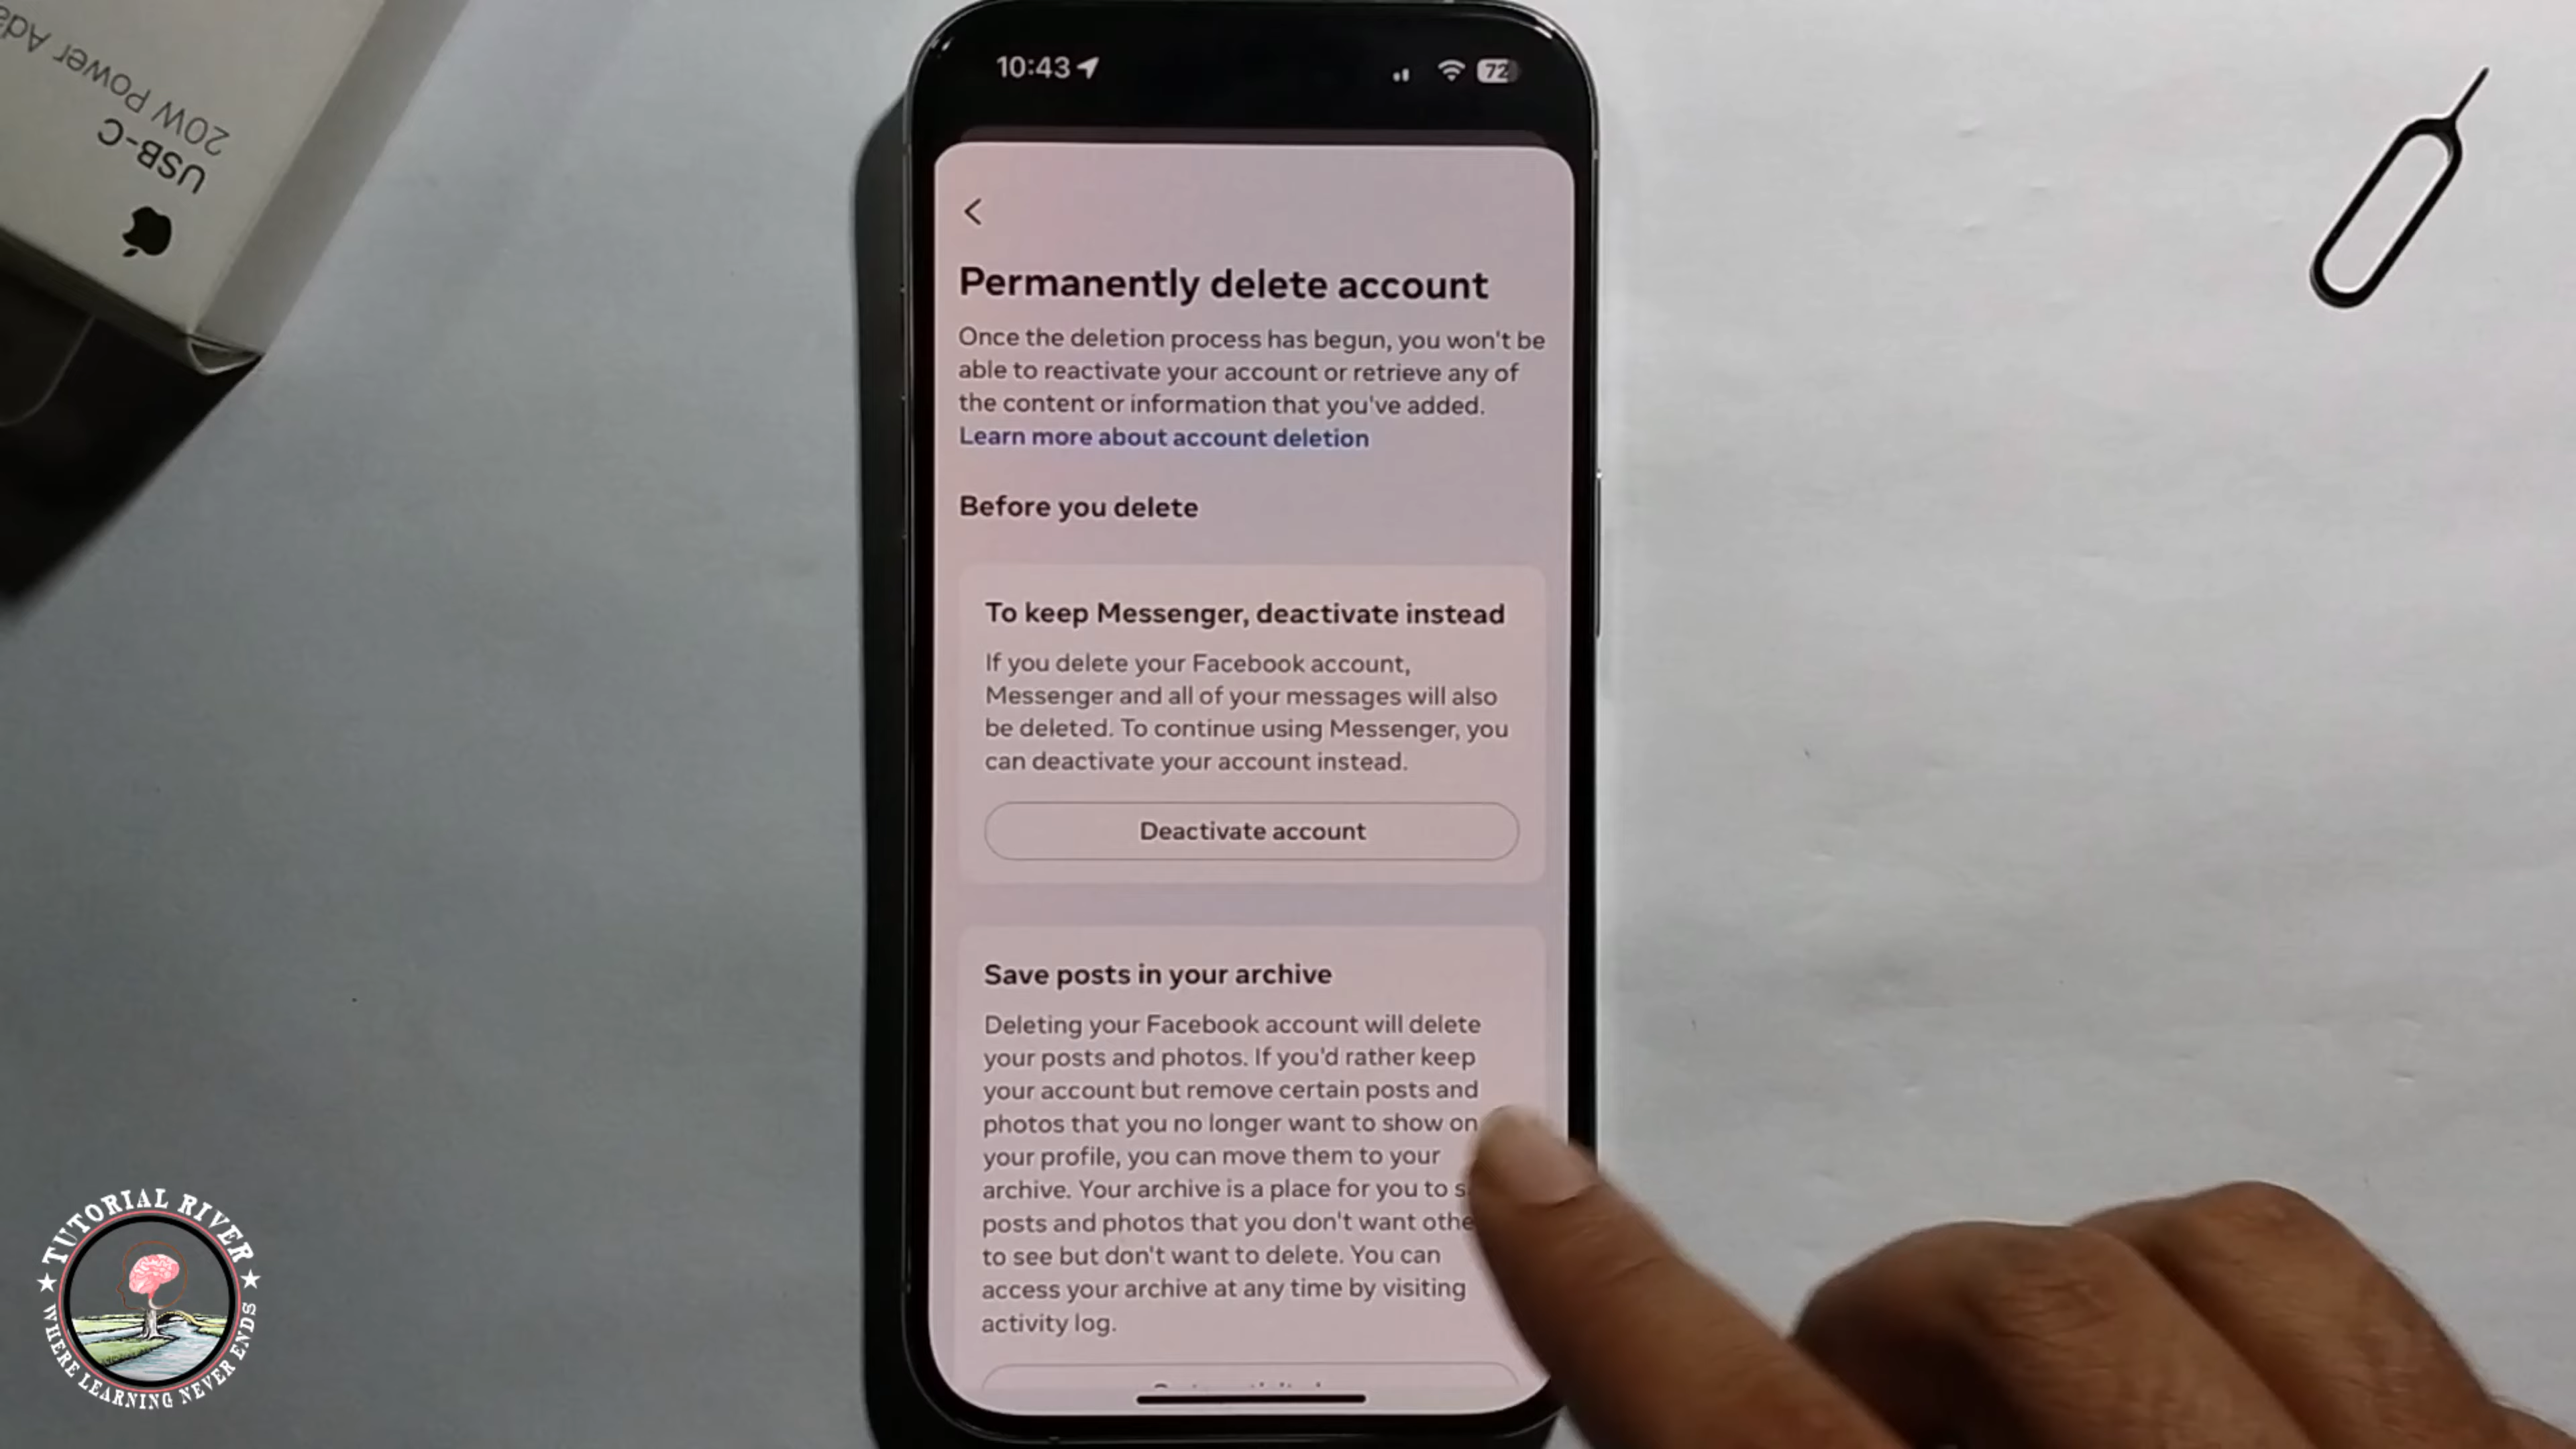 20W Power
USB-C
10:43
72
Permanently delete account
Once the deletion process has begun, you won't be
able to reactivate your account or retrieve any of
the content or information that you've added.
Learn more about account deletion
Before you delete
To keep Messenger, deactivate instead
If you delete your Facebook account,
Messenger and all of your messages will also
be deleted. To continue using Messenger, you
can deactivate your account instead.
Deactivate account
Save posts in your archive
Deleting your Facebook account will delete
your posts and photos. If you'd rather keep
your account but remove certain posts and
photos that you no longer want to show on
your profile, you can move them to your
archive. Your archive is a place for you to
posts and photos that you don't want
to see but don't want to delete. You can
access your archive at any time by visiting
activity log.
TUTORIAL RIVER
WHERE LEARNING NEVER ENDS